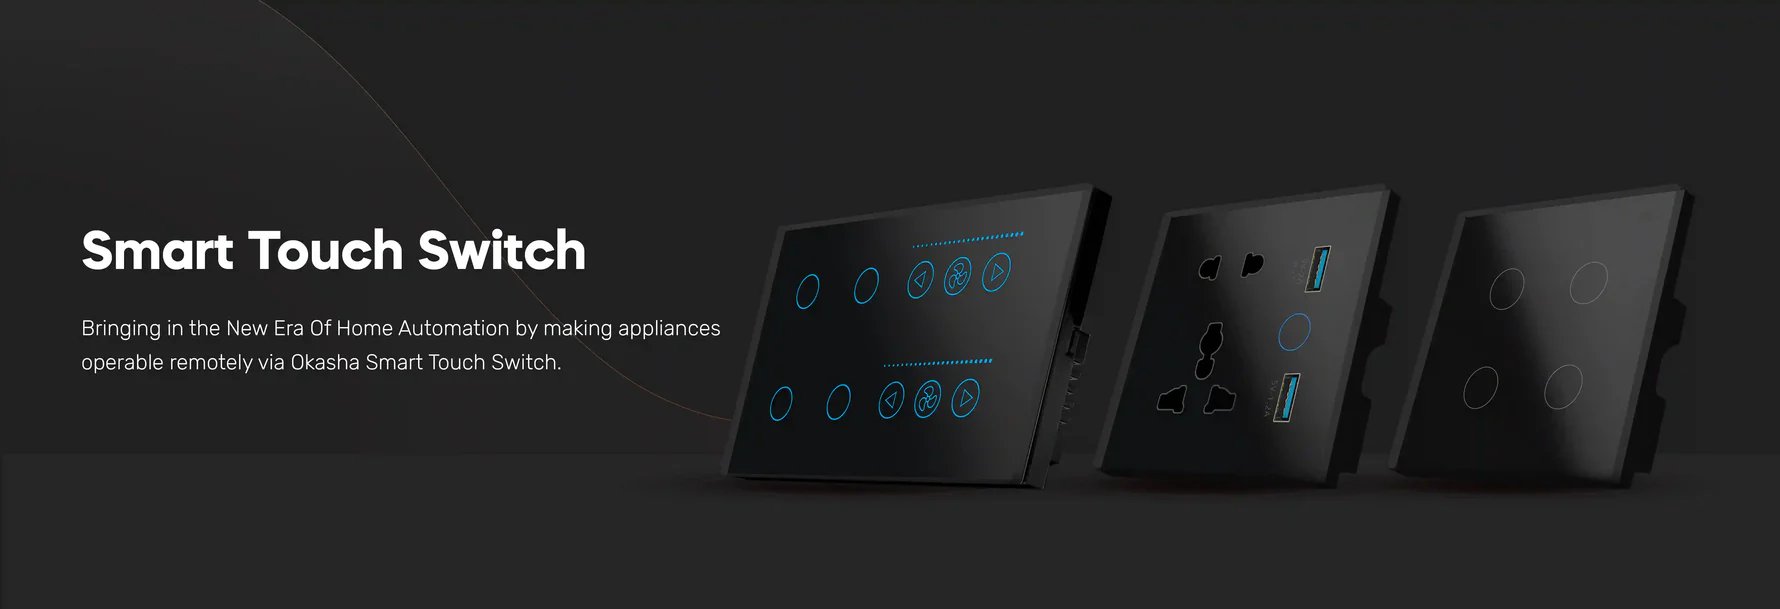 Smart Touch Switch
Bringing in the New Era Of Home Automation by making appliances
operable remotely via Okasha Smart Touch Switch.